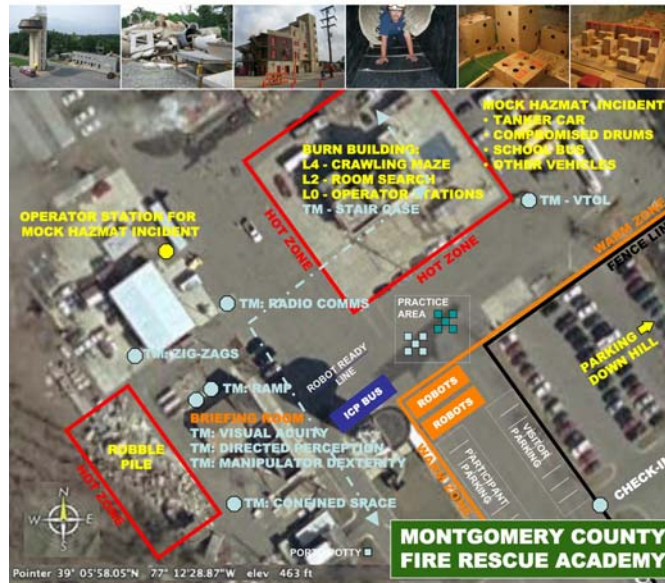 MOCK HAZMAT INCIDENT
• TANKER CAR
• COMPROMISED DRUMS
• SCHOOL BUS
• OTHER VEHICLES
BURN BUILDING:
L4 - CRAWLING MAZE
L2 - ROOM SEARCH
L0 - OPERATOR STATIONS
TM - STAIR CASE
TM - VTOL
OPERATOR STATION FOR
MOCK HAZMAT INCIDENT
HOT ZONE
HOT ZONE
WARM ZONE
FENCE LINE
TM: RADIO COMMS
PRACTICE
AREA
PARKING
DOWN HILL
TM: ZIG-ZAGS
ROBOT READY
LINE
TM: RAMP
ICP BUS
ROBOTS
ROBOTS
BRIEFING ROOM
TM: VISUAL AQUITY
TM: DIRECTED PERCEPTION
TM: MANIPULATOR DEXTERITY
VISITOR
PARKING
PARTICIPANT
PARKING
WARM ZONE
RUBBLE
PILE
HOT ZONE
CHECK-IN
TM: CONFINED SPACE
N
W E
S
PORTO POTTY
MONTGOMERY COUNTY
FIRE RESCUE ACADEMY
Pointer 39° 05'58.05"N 77° 12'28.87"W elev 463 ft